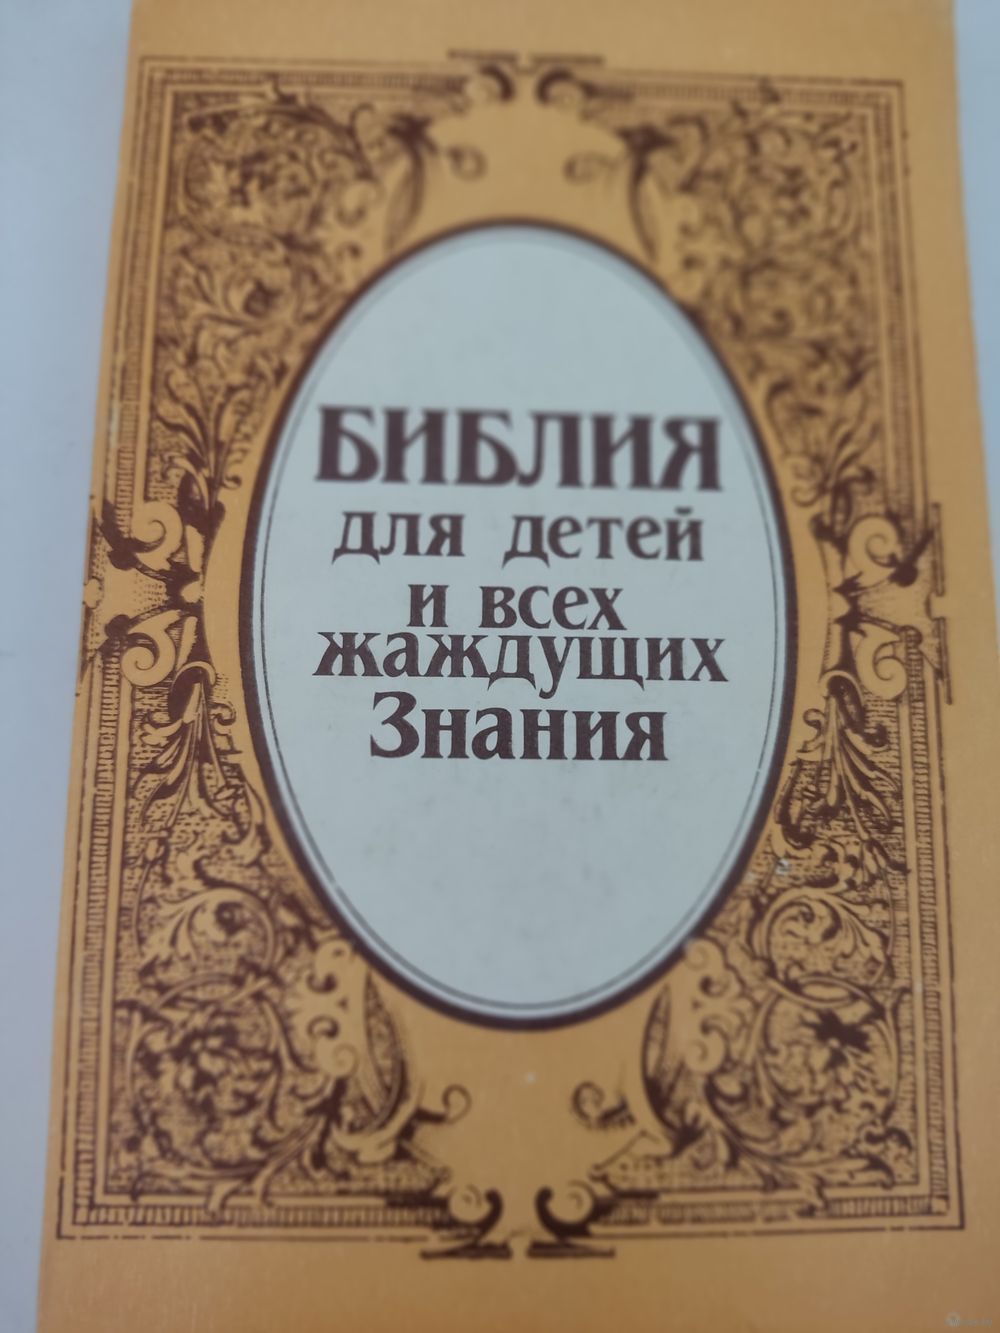 БИБЛИЯ
для детей
и всех
жаждущих
Знания